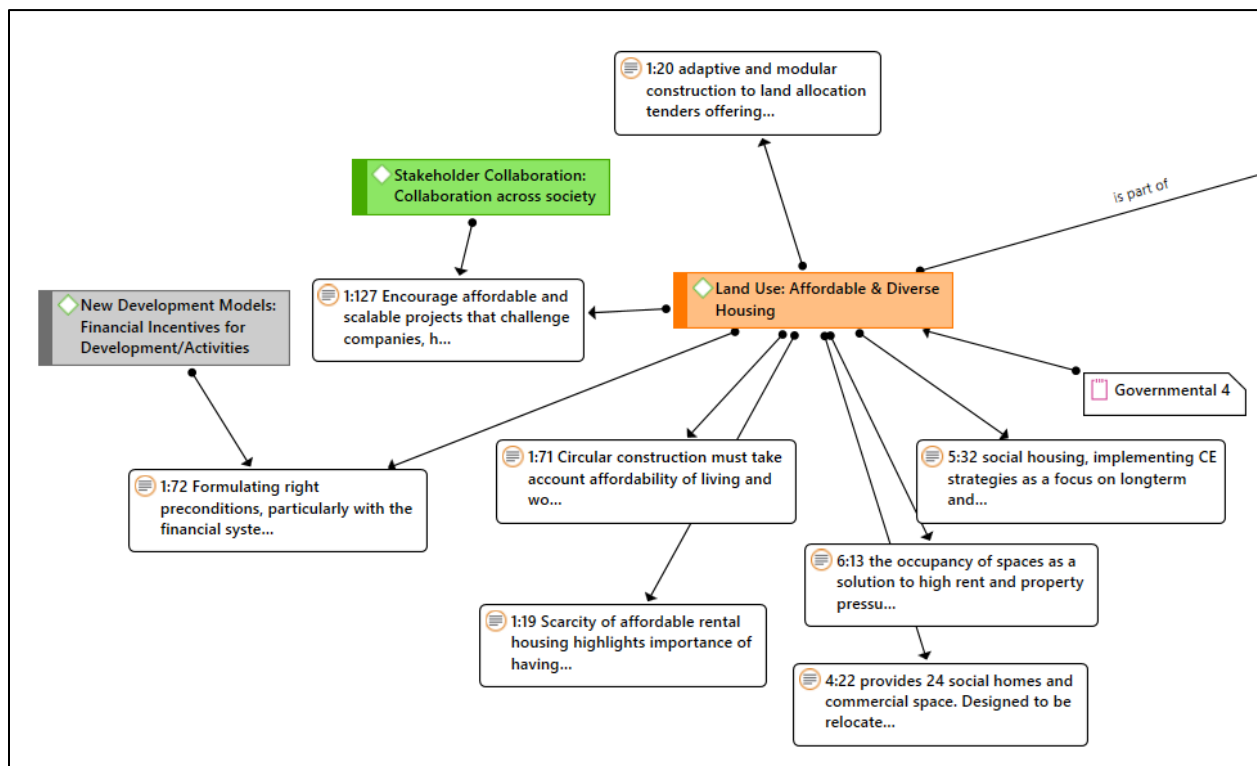 1:20 adaptive and modular
construction to land allocation
tenders offering...
Stakeholder Collaboration:
Collaboration across society
is part of
New Development Models:
Financial Incentives for
Development/Activities
1:127 Encourage affordable and
scalable projects that challenge
companies, h...
Land Use: Affordable & Diverse
Housing
Governmental 4
1:72 Formulating right
preconditions, particularly with the
financial syste...
1:71 Circular construction must take
account affordability of living and
wo...
5:32 social housing, implementing CE
strategies as a focus on longterm
and...
6:13 the occupancy of spaces as a
solution to high rent and property
pressu...
1:19 Scarcity of affordable rental
housing highlights importance of
having...
4:22 provides 24 social homes and
commercial space. Designed to be
relocate...